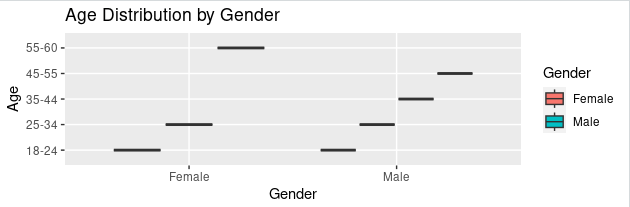 Age Distribution by Gender
Age
55-60
45-55
35-44
25-34
18-24
Female
Male
Gender
Gender
Female
Male